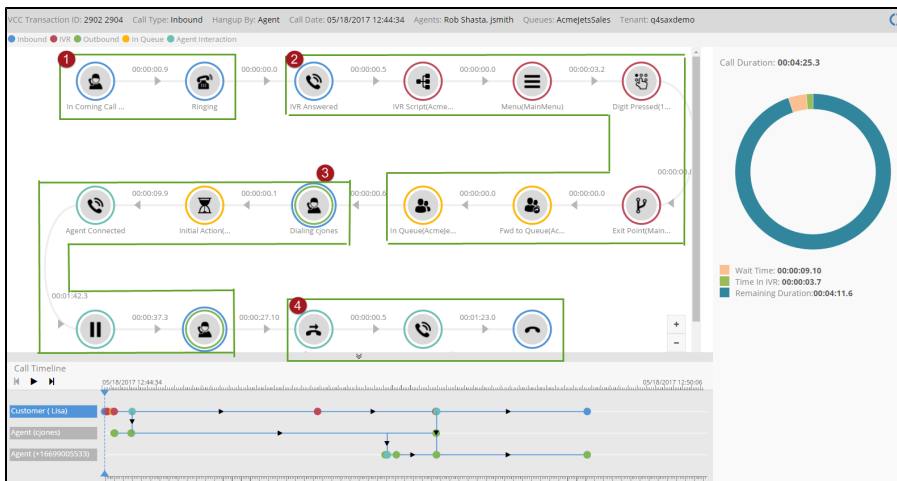 VCC Transaction ID: 2902 2904 Call Type: Inbound Hangup By: Agent Call Date: 05/18/2017 12:44:34 Agents: Rob Shasta, jsmith Queues: AcmeJetsSales Tenant: q4saxdemo
Inbound IVR Outbound In Queue Agent Interaction
1 2
00:00:00.9 00:00:00.0 00:00:00.5 00:00:00.0 00:00:03.2
In Coming Call ... Ringing IVR Answered IVR Script(Acme... Menu(MainMenu) Digit Pressed(1...
3
00:00:00.
00:00:09.9 00:00:00.1 00:00:00.6 00:00:00.0 00:00:00.0
Agent Connected Initial Action(... Dialing cjones In Queue(AcmeJe... Fwd to Queue(Ac... Exit Point(Main...
00:01:42.3
4
00:00:37.3 00:00:27.10 00:00:00.5 00:01:23.0
+
−
Call Duration: 00:04:25.3
Wait Time: 00:00:09.10
Time In IVR: 00:00:03.7
Remaining Duration:00:04:11.6
Call Timeline
05/18/2017 12:44:34 05/18/2017 12:50:06
Customer ( Lisa)
Agent (cjones)
Agent (+16699005533)